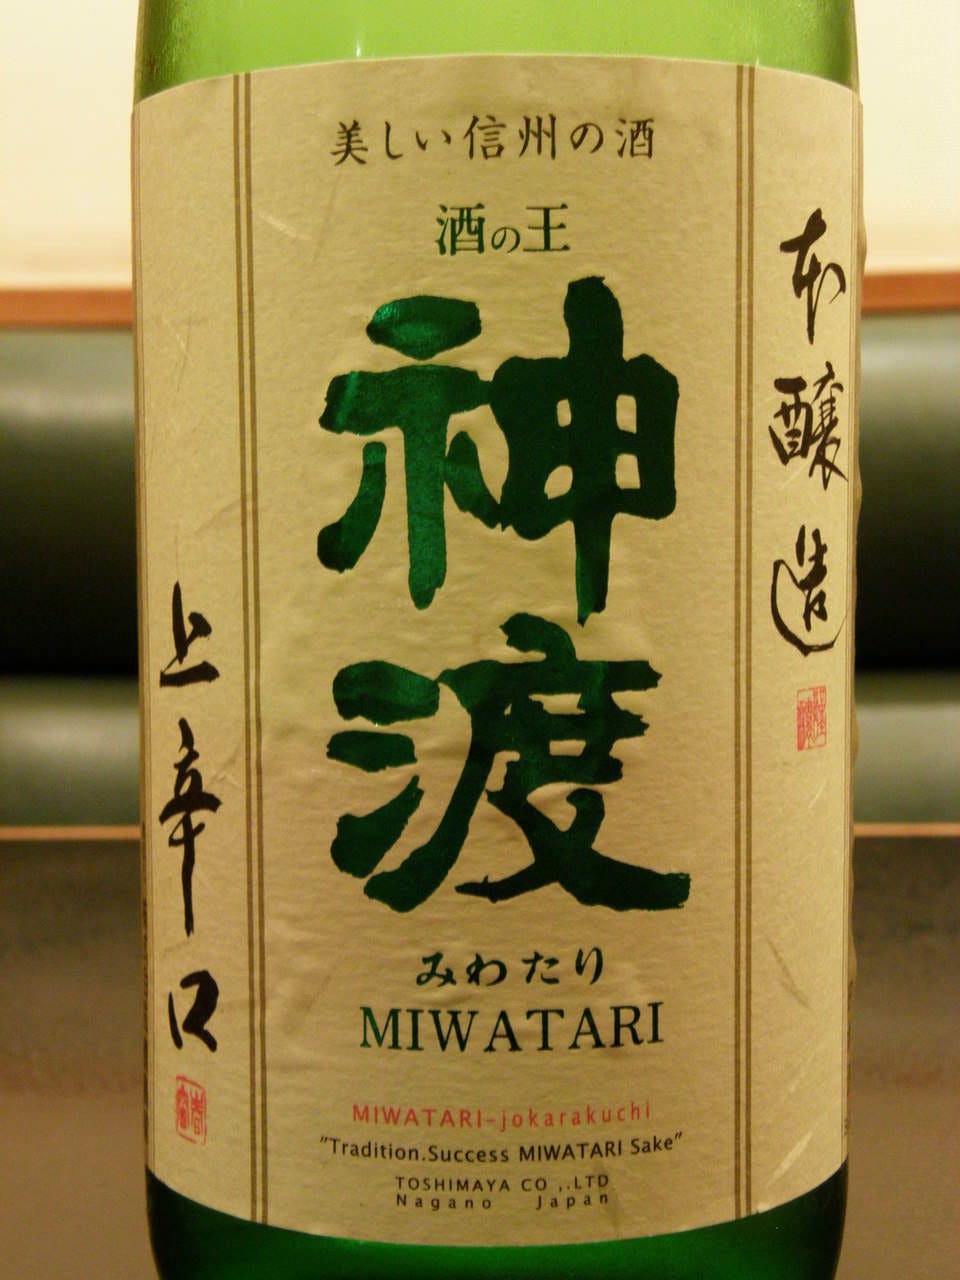 美しい信州の酒
酒の王
神渡
みわたり
MIWATARI
MIWATARI-jokarakuchi
"Tradition.Success MIWATARI Sake"
TOSHIMAYA CO ,.LTD
Nagano Japan
本醸造
上辛口